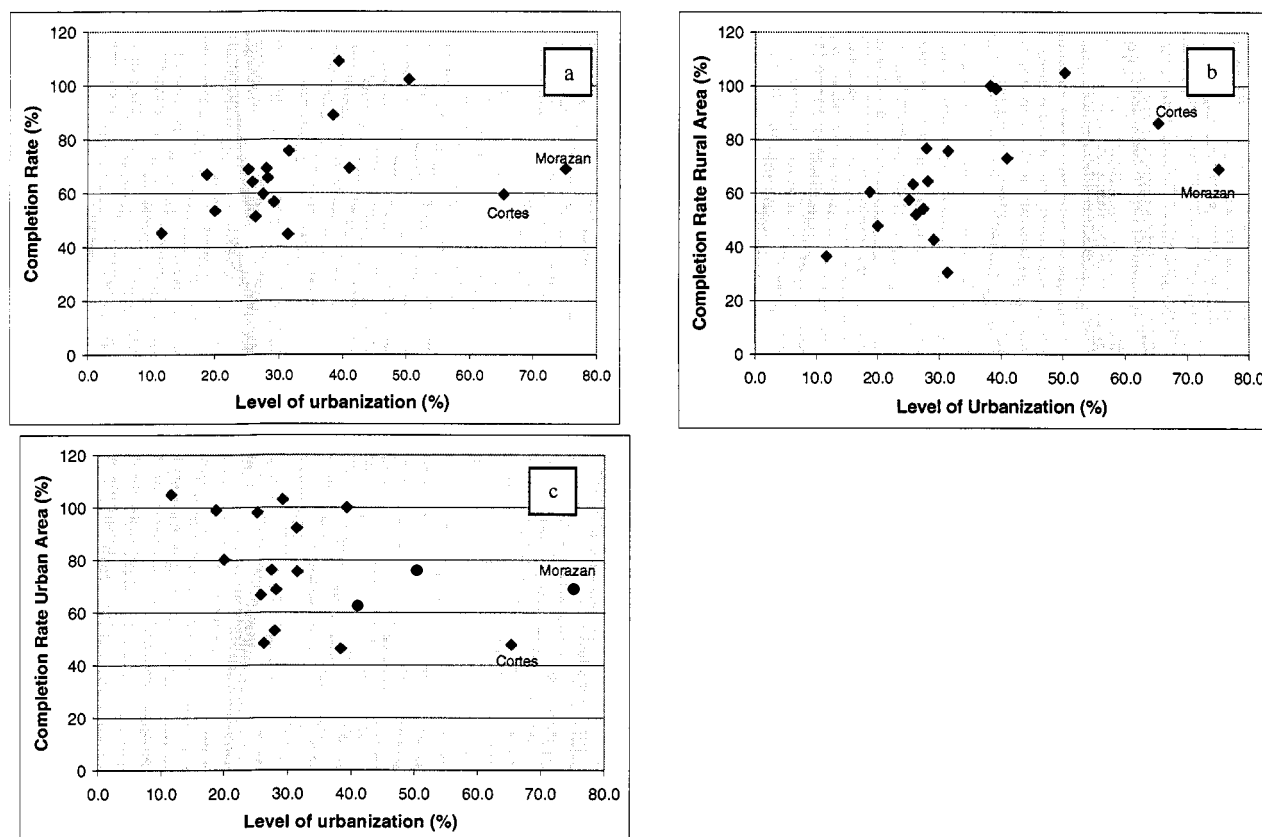 a
Completion Rate (%)
120
100
80
60
40
20
0
Morazan
Cortes
0.0 10.0 20.0 30.0 40.0 50.0 60.0 70.0 80.0
Level of urbanization (%)
b
Completion Rate Rural Area (%)
120
100
80
60
40
20
0
Cortes
Morazan
0.0 10.0 20.0 30.0 40.0 50.0 60.0 70.0 80.0
Level of Urbanization (%)
c
Completion Rate Urban Area (%)
120
100
80
60
40
20
0
Morazan
Cortes
0.0 10.0 20.0 30.0 40.0 50.0 60.0 70.0 80.0
Level of urbanization (%)